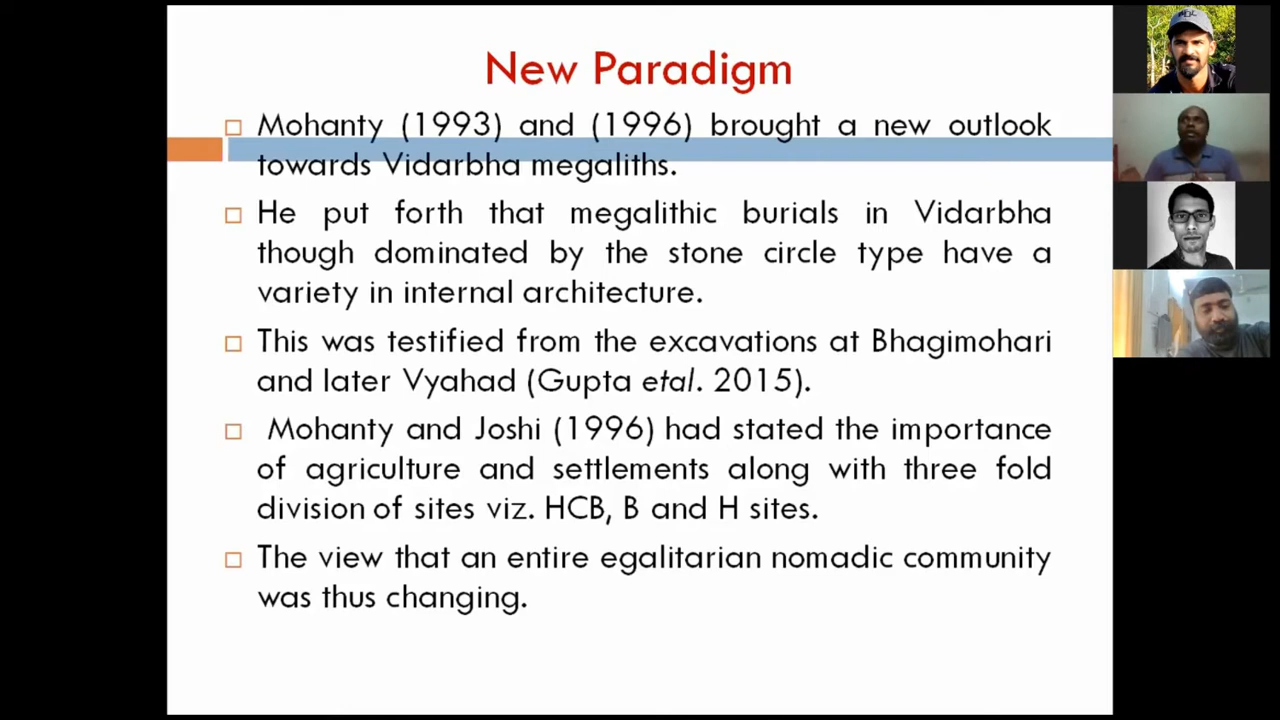 New Paradigm
Mohanty (1993) and (1996) brought a new outlook
towards Vidarbha megaliths.
He put forth that megalithic burials in Vidarbha
though dominated by the stone circle type have a
variety in internal architecture.
This was testified from the excavations at Bhagimohari
and later Vyahad (Gupta etal. 2015).
Mohanty and Joshi (1996) had stated the importance
of agriculture and settlements along with three fold
division of sites viz. HCB, B and H sites.
The view that an entire egalitarian nomadic community
was thus changing.